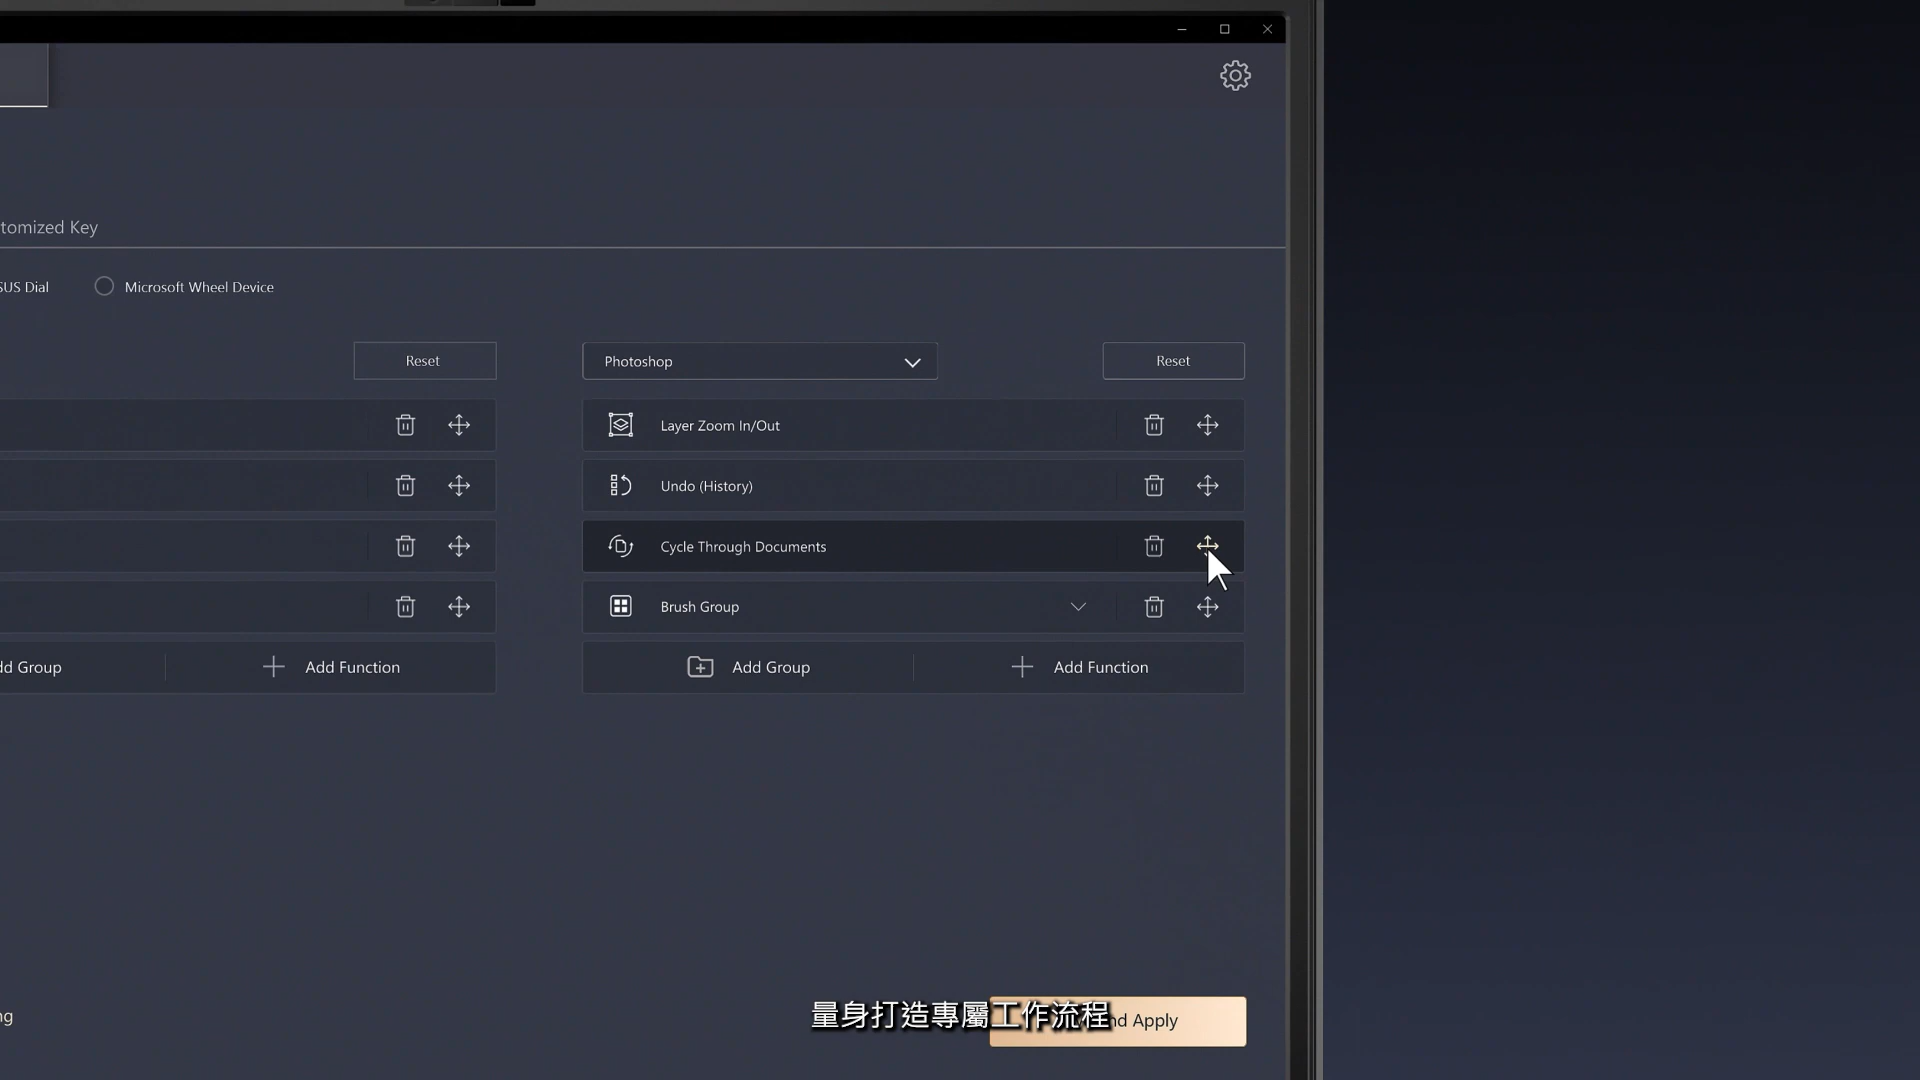 tomized Key
SUS Dial
Microsoft Wheel Device
Reset
Photoshop
Reset
Layer Zoom In/Out
Undo (History)
Cycle Through Documents
Brush Group
dd Group
Add Function
Add Group
Add Function
ng
量身打造專屬工作流程
nd Apply